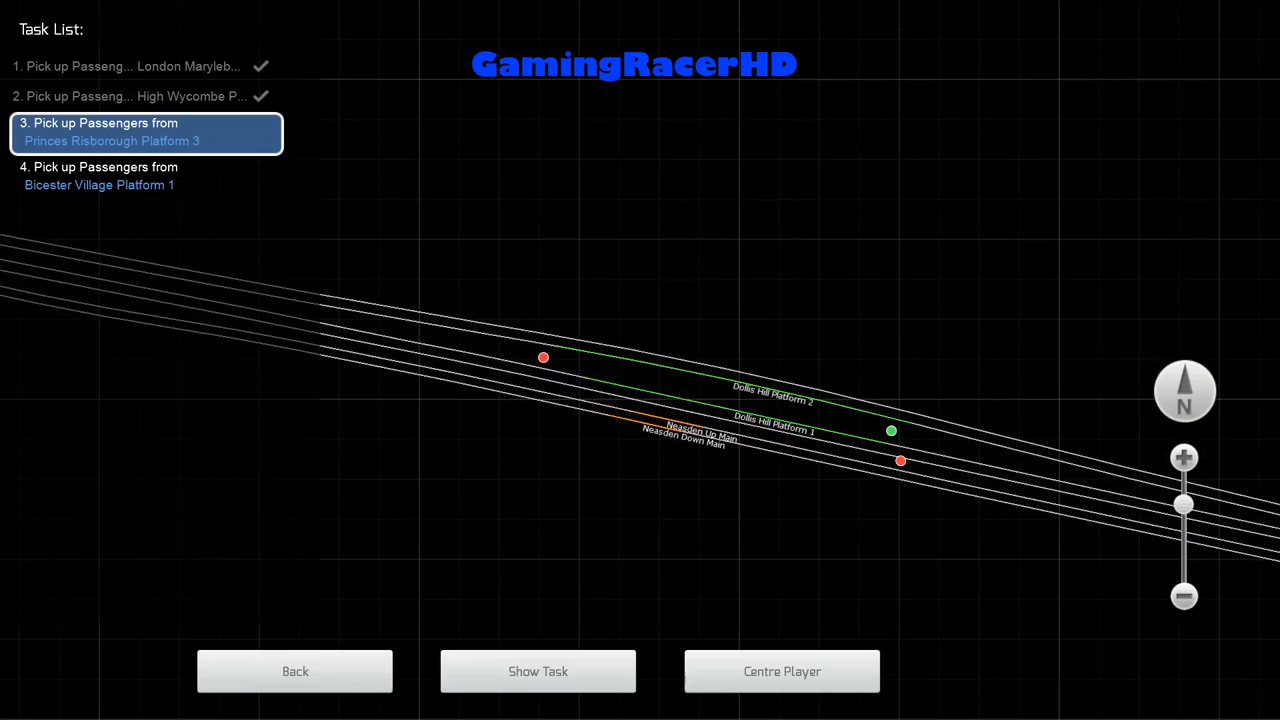 Task List:
GamingRacerHD
1. Pick up Passeng... London Maryleb...
2. Pick up Passeng... High Wycombe P...
3. Pick up Passengers from
Princes Risborough Platform 3
4. Pick up Passengers from
Bicester Village Platform 1
Dollis Hill Platform 2
Dollis Hill Platform 1
Neasden Up Main
Neasden Down Main
N
Back
Show Task
Centre Player